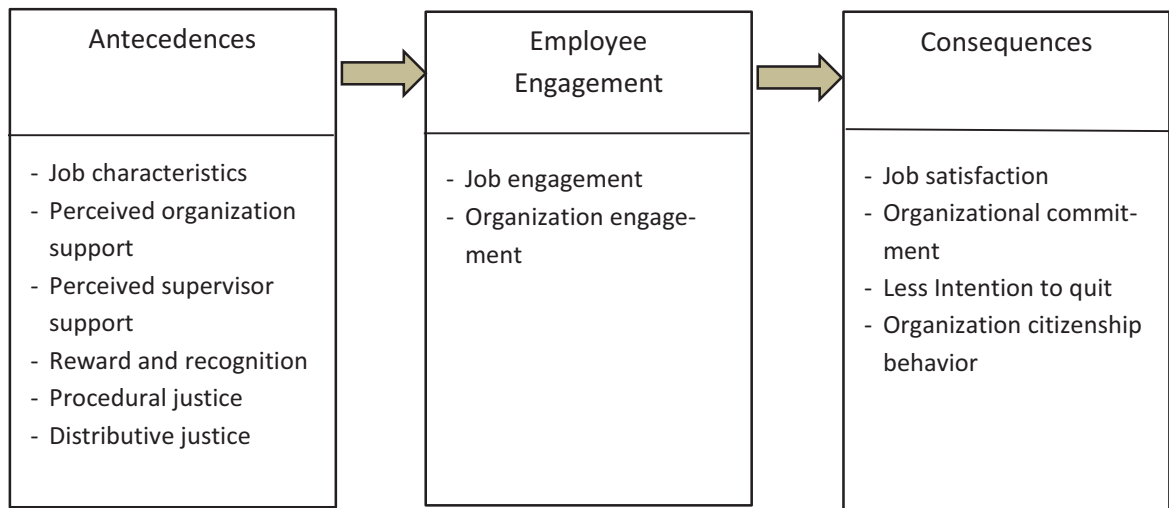 Antecedences
- Job characteristics
- Perceived organization
support
- Perceived supervisor
support
- Reward and recognition
- Procedural justice
- Distributive justice
Employee
Engagement
- Job engagement
- Organization engage-
ment
Consequences
- Job satisfaction
- Organizational commit-
ment
- Less Intention to quit
- Organization citizenship
behavior